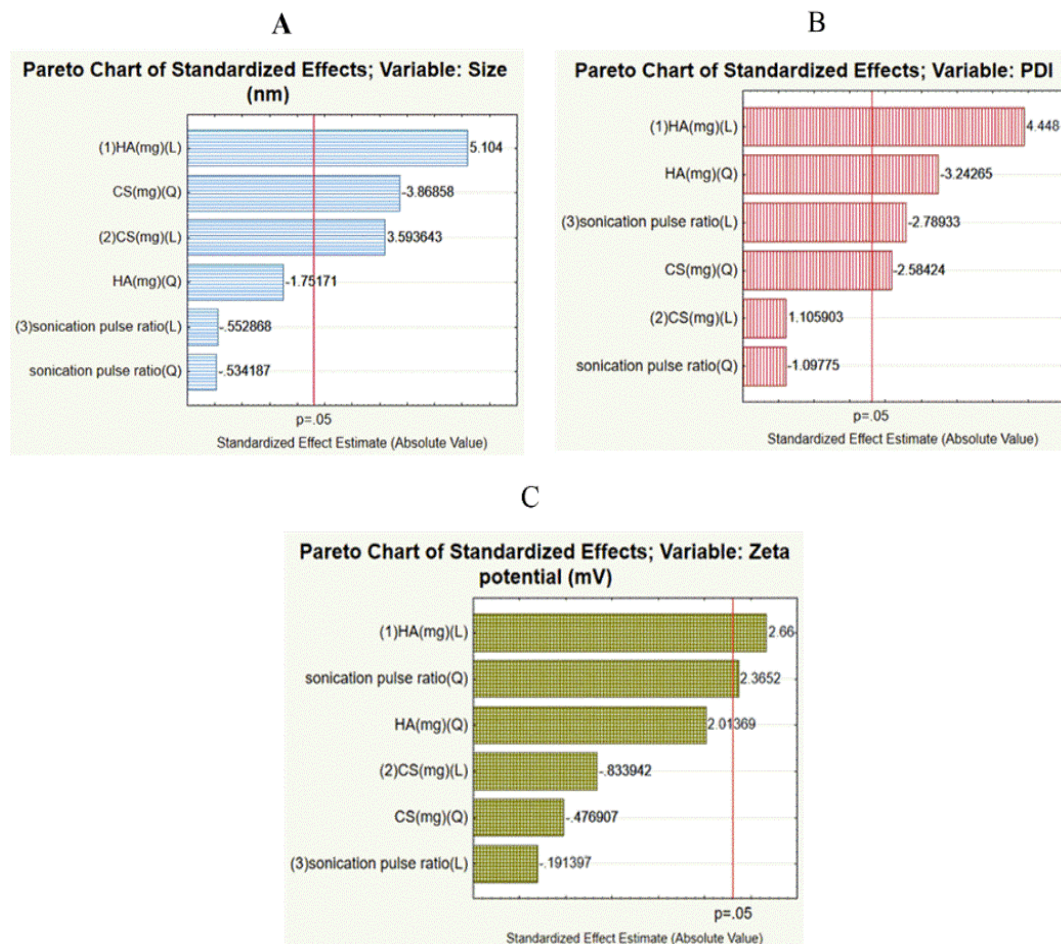 A
Pareto Chart of Standardized Effects; Variable: Size
(nm)
(1)HA(mg)(L)
5.104
CS(mg)(Q)
-3.86858
(2)CS(mg)(L)
3.593643
HA(mg)(Q)
-1.75171
(3)sonication pulse ratio(L)
-.552868
sonication pulse ratio(Q)
-.534187
p=.05
Standardized Effect Estimate (Absolute Value)
B
Pareto Chart of Standardized Effects; Variable: PDI
(1)HA(mg)(L)
4.448
HA(mg)(Q)
-3.24265
(3)sonication pulse ratio(L)
-2.78933
CS(mg)(Q)
-2.58424
(2)CS(mg)(L)
1.105903
sonication pulse ratio(Q)
-1.09775
p=.05
Standardized Effect Estimate (Absolute Value)
C
Pareto Chart of Standardized Effects; Variable: Zeta
potential (mV)
(1)HA(mg)(L)
2.66
sonication pulse ratio(Q)
2.3652
HA(mg)(Q)
2.01369
(2)CS(mg)(L)
-.833942
CS(mg)(Q)
-.476907
(3)sonication pulse ratio(L)
-.191397
p=.05
Standardized Effect Estimate (Absolute Value)